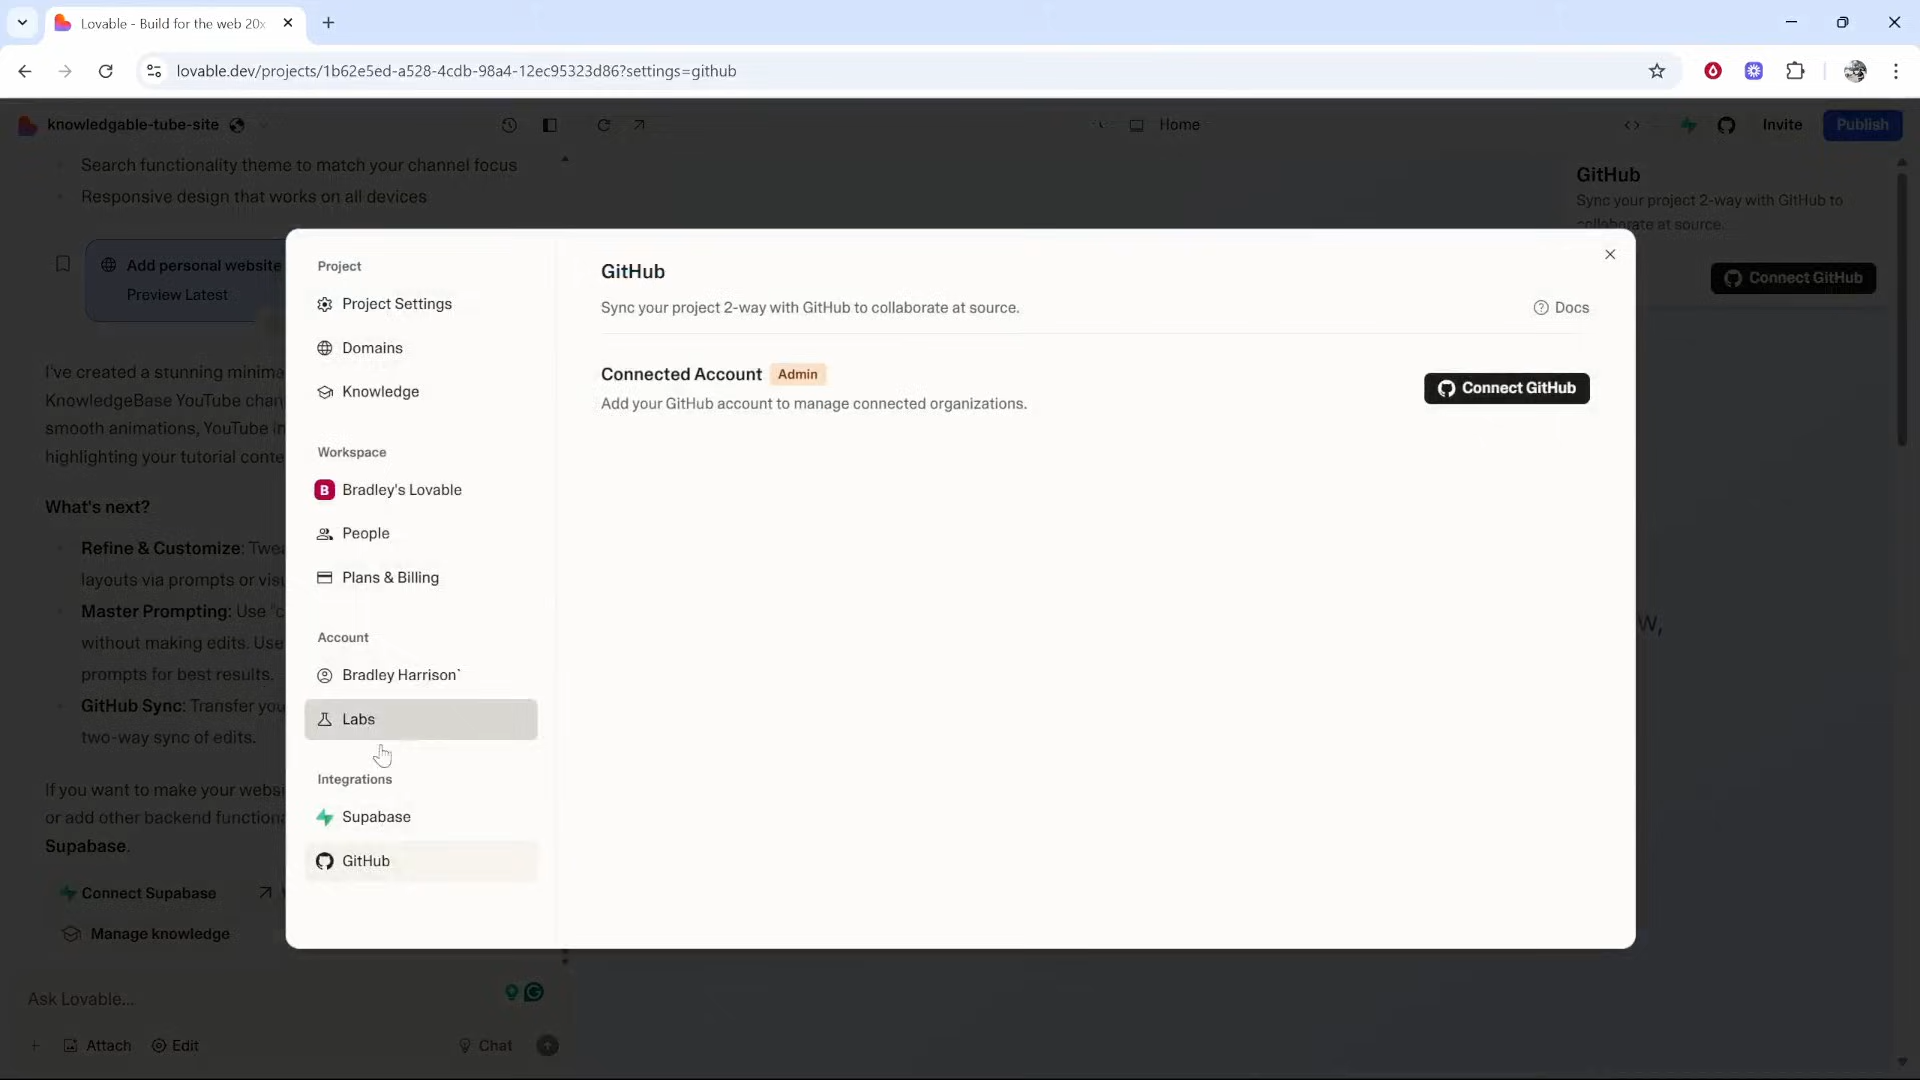 Lovable - Build for the web 20x
lovable.dev/projects/1b62e5ed-a528-4cdb-98a4-12ec95323d86?settings=github
knowledgable-tube-site
Home
Invite
Publish
Search functionality theme to match your channel focus
Responsive design that works on all devices
Add personal website
Preview Latest
I've created a stunning minima
KnowledgeBase YouTube chan
smooth animations, YouTube in
highlighting your tutorial conte
What's next?
Refine & Customize: Twea
layouts via prompts or visu
Master Prompting: Use "c
without making edits. Use
prompts for best results.
GitHub Sync: Transfer you
two-way sync of edits.
If you want to make your websi
or add other backend functiona
Supabase.
Connect Supabase
Manage knowledge
Ask Lovable...
Attach
Edit
Chat
Project
Project Settings
Domains
Knowledge
Workspace
B Bradley's Lovable
People
Plans & Billing
Account
Bradley Harrison`
Labs
Integrations
Supabase
GitHub
GitHub
Sync your project 2-way with GitHub to collaborate at source.
Docs
Connected Account Admin
Add your GitHub account to manage connected organizations.
Connect GitHub
GitHub
Sync your project 2-way with GitHub to
collaborate at source.
Connect GitHub
w,